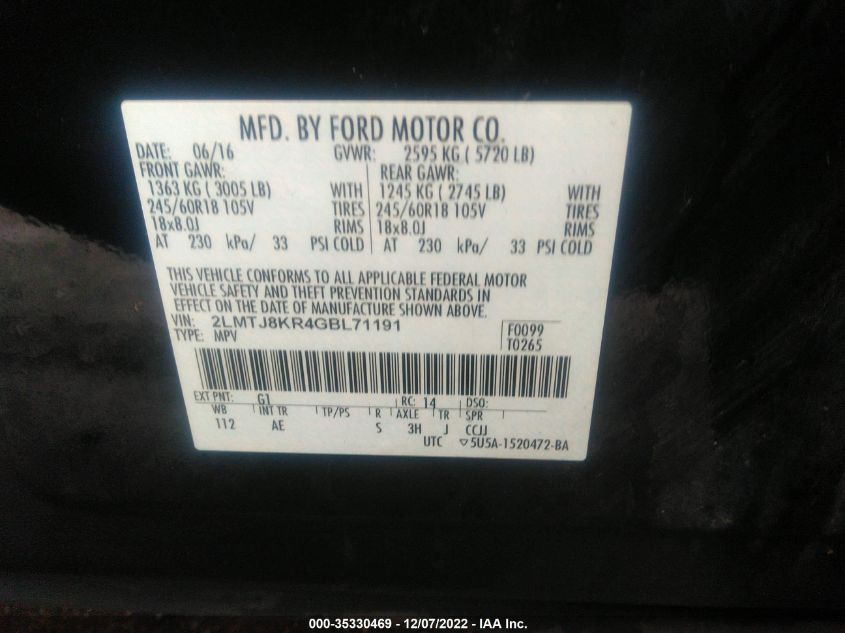 MFD. BY FORD MOTOR CO.
DATE: 06/16 GVWR: 2595 KG ( 5720 LB)
FRONT GAWR: REAR GAWR:
1363 KG ( 3005 LB) WITH 1245 KG ( 2745 LB) WITH
245/60R18 105V TIRES 245/60R18 105V TIRES
18x8.0J RIMS 18x8.0J RIMS
AT 230 kPa/ 33 PSI COLD AT 230 kPa/ 33 PSI COLD
THIS VEHICLE CONFORMS TO ALL APPLICABLE FEDERAL MOTOR
VEHICLE SAFETY AND THEFT PREVENTION STANDARDS IN
EFFECT ON THE DATE OF MANUFACTURE SHOWN ABOVE.
VIN: 2LMTJ8KR4GBL71191 F0099
TYPE: MPV T0265
EXT PNT: G1 RC: 14 DSO:
WB INT TR TP/PS R AXLE TR SPR
112 AE S 3H J CCJJ
UTC ▽5U5A-1520472-BA
000-35330469 - 12/07/2022 - IAA Inc.